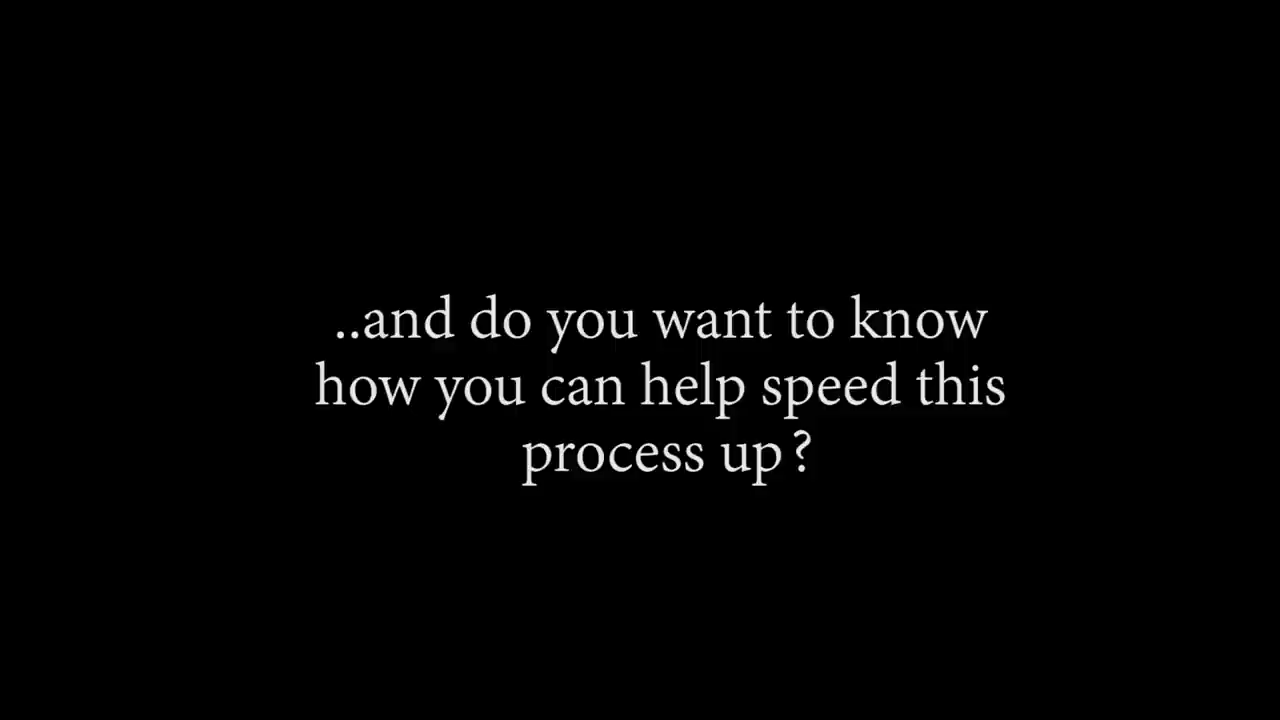 ..and do you want to know
how you can help speed this
process up?